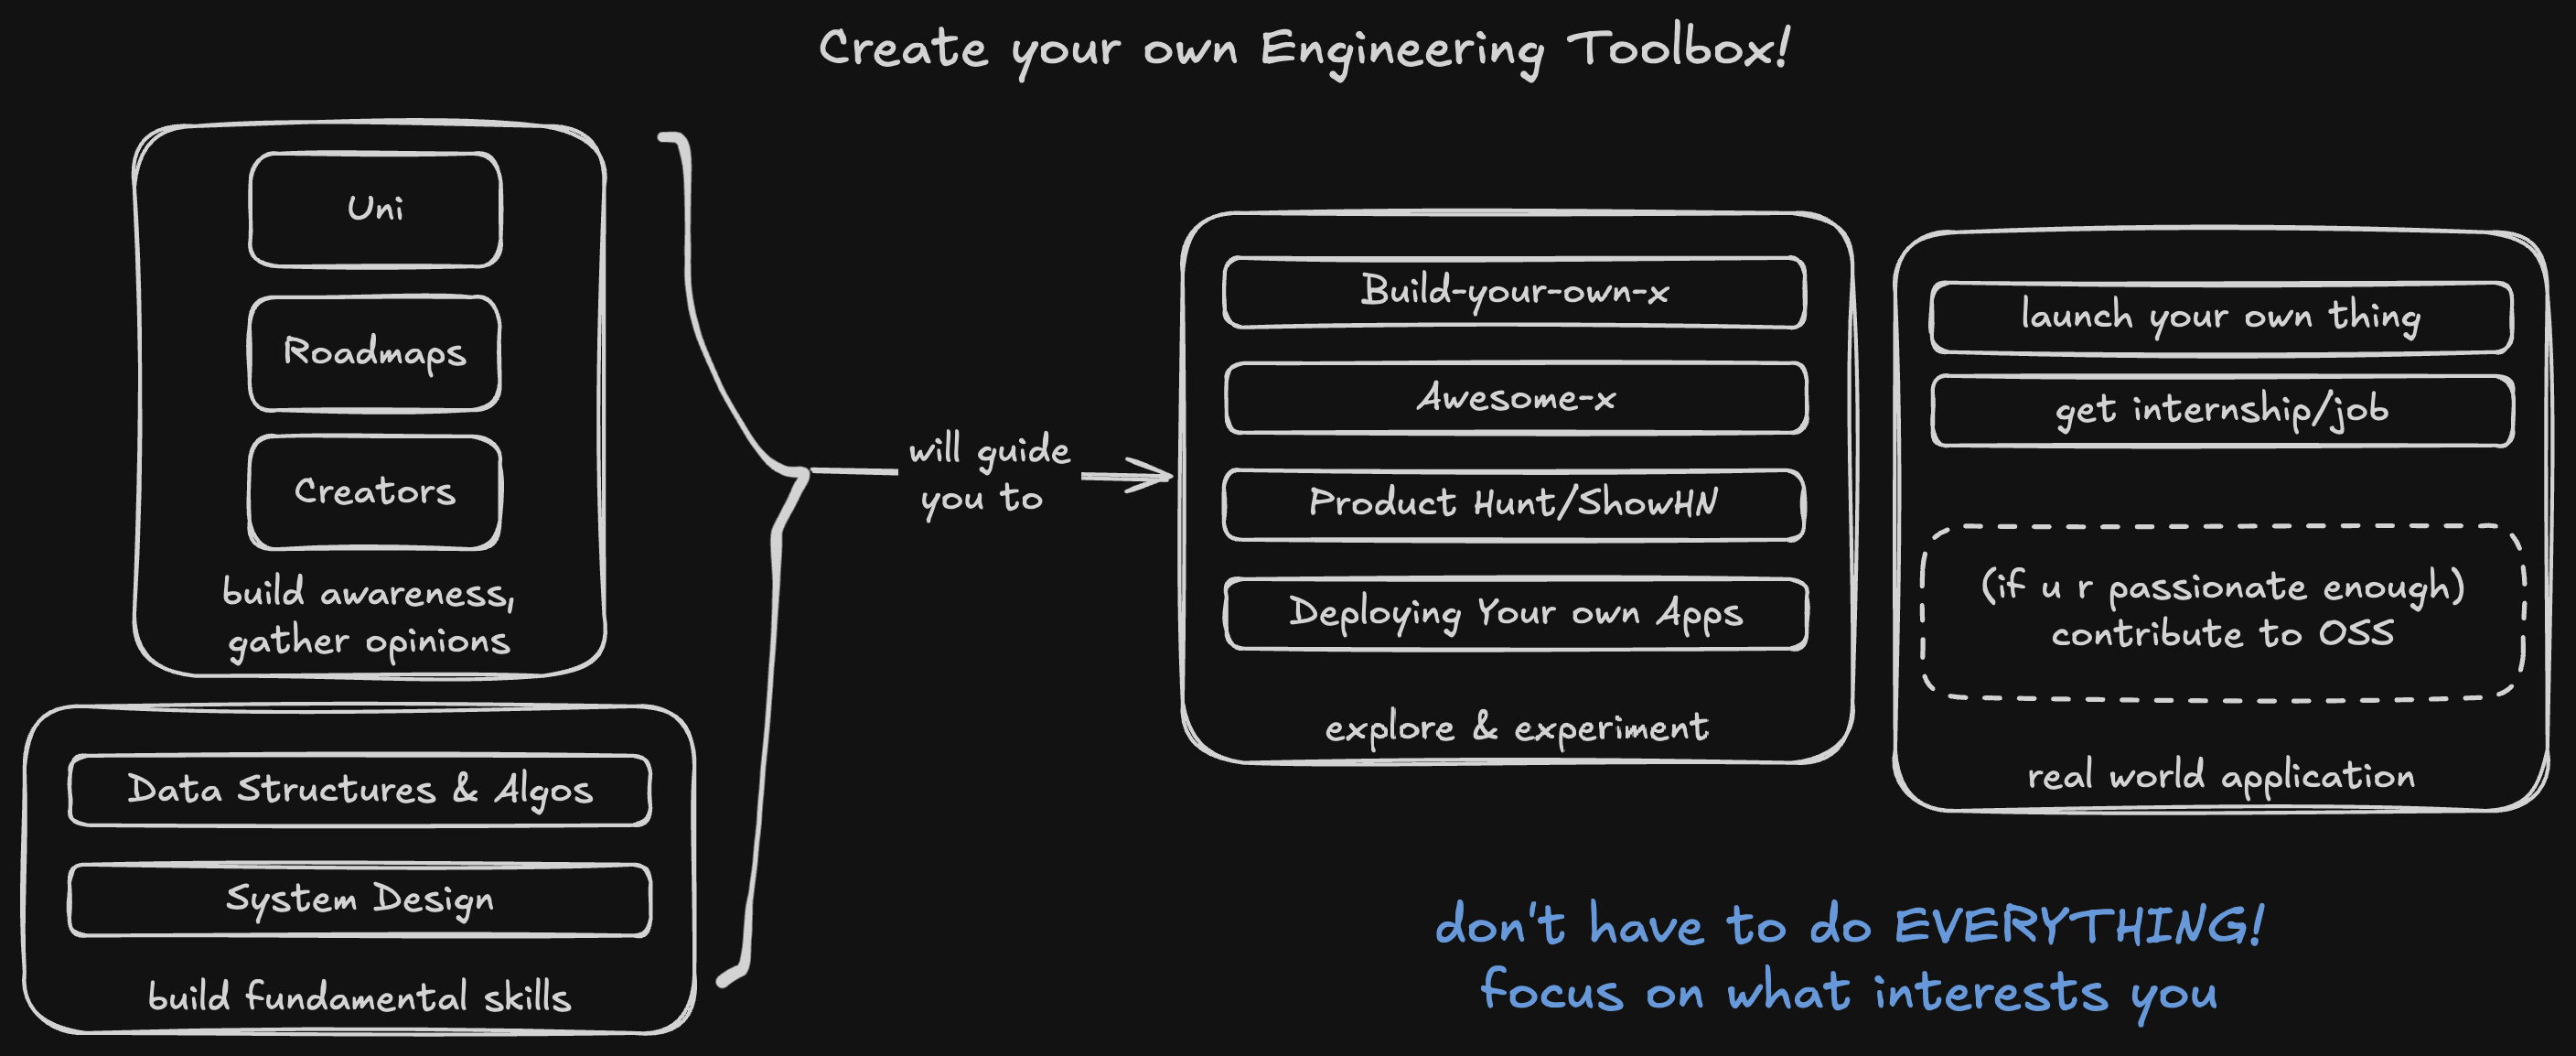 Create your own Engineering Toolbox!
Uni
Roadmaps
Creators
build awareness,
gather opinions
Data Structures & Algos
System Design
build fundamental skills
will guide
you to
Build-your-own-x
Awesome-x
Product Hunt/ShowHN
Deploying Your own Apps
explore & experiment
launch your own thing
get internship/job
(if u r passionate enough)
contribute to OSS
real world application
don't have to do EVERYTHING!
focus on what interests you